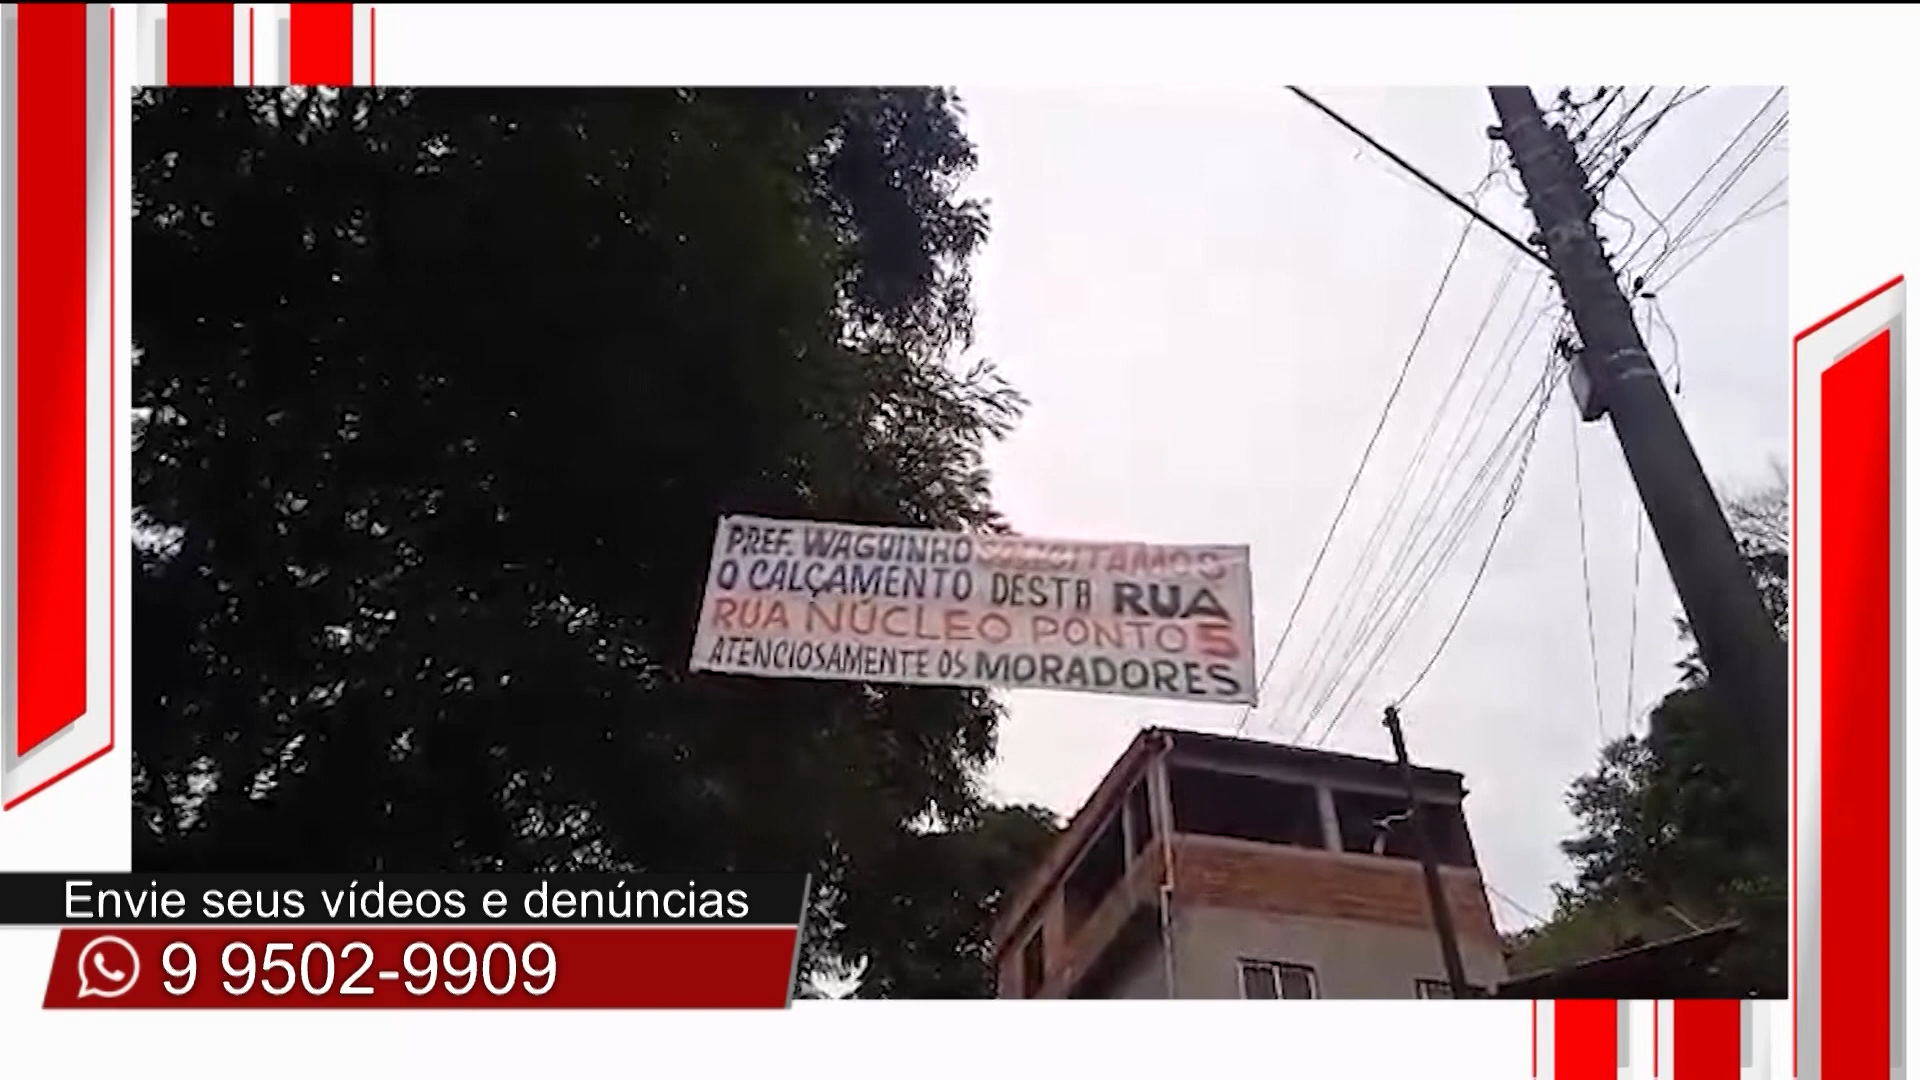 PREF. WAGUINHO SOLICITAMOS
O CALÇAMENTO DESTA RUA
RUA NÚCLEO PONTO 5
ATENCIOSAMENTE OS MORADORES
Envie seus vídeos e denúncias
9 9502-9909